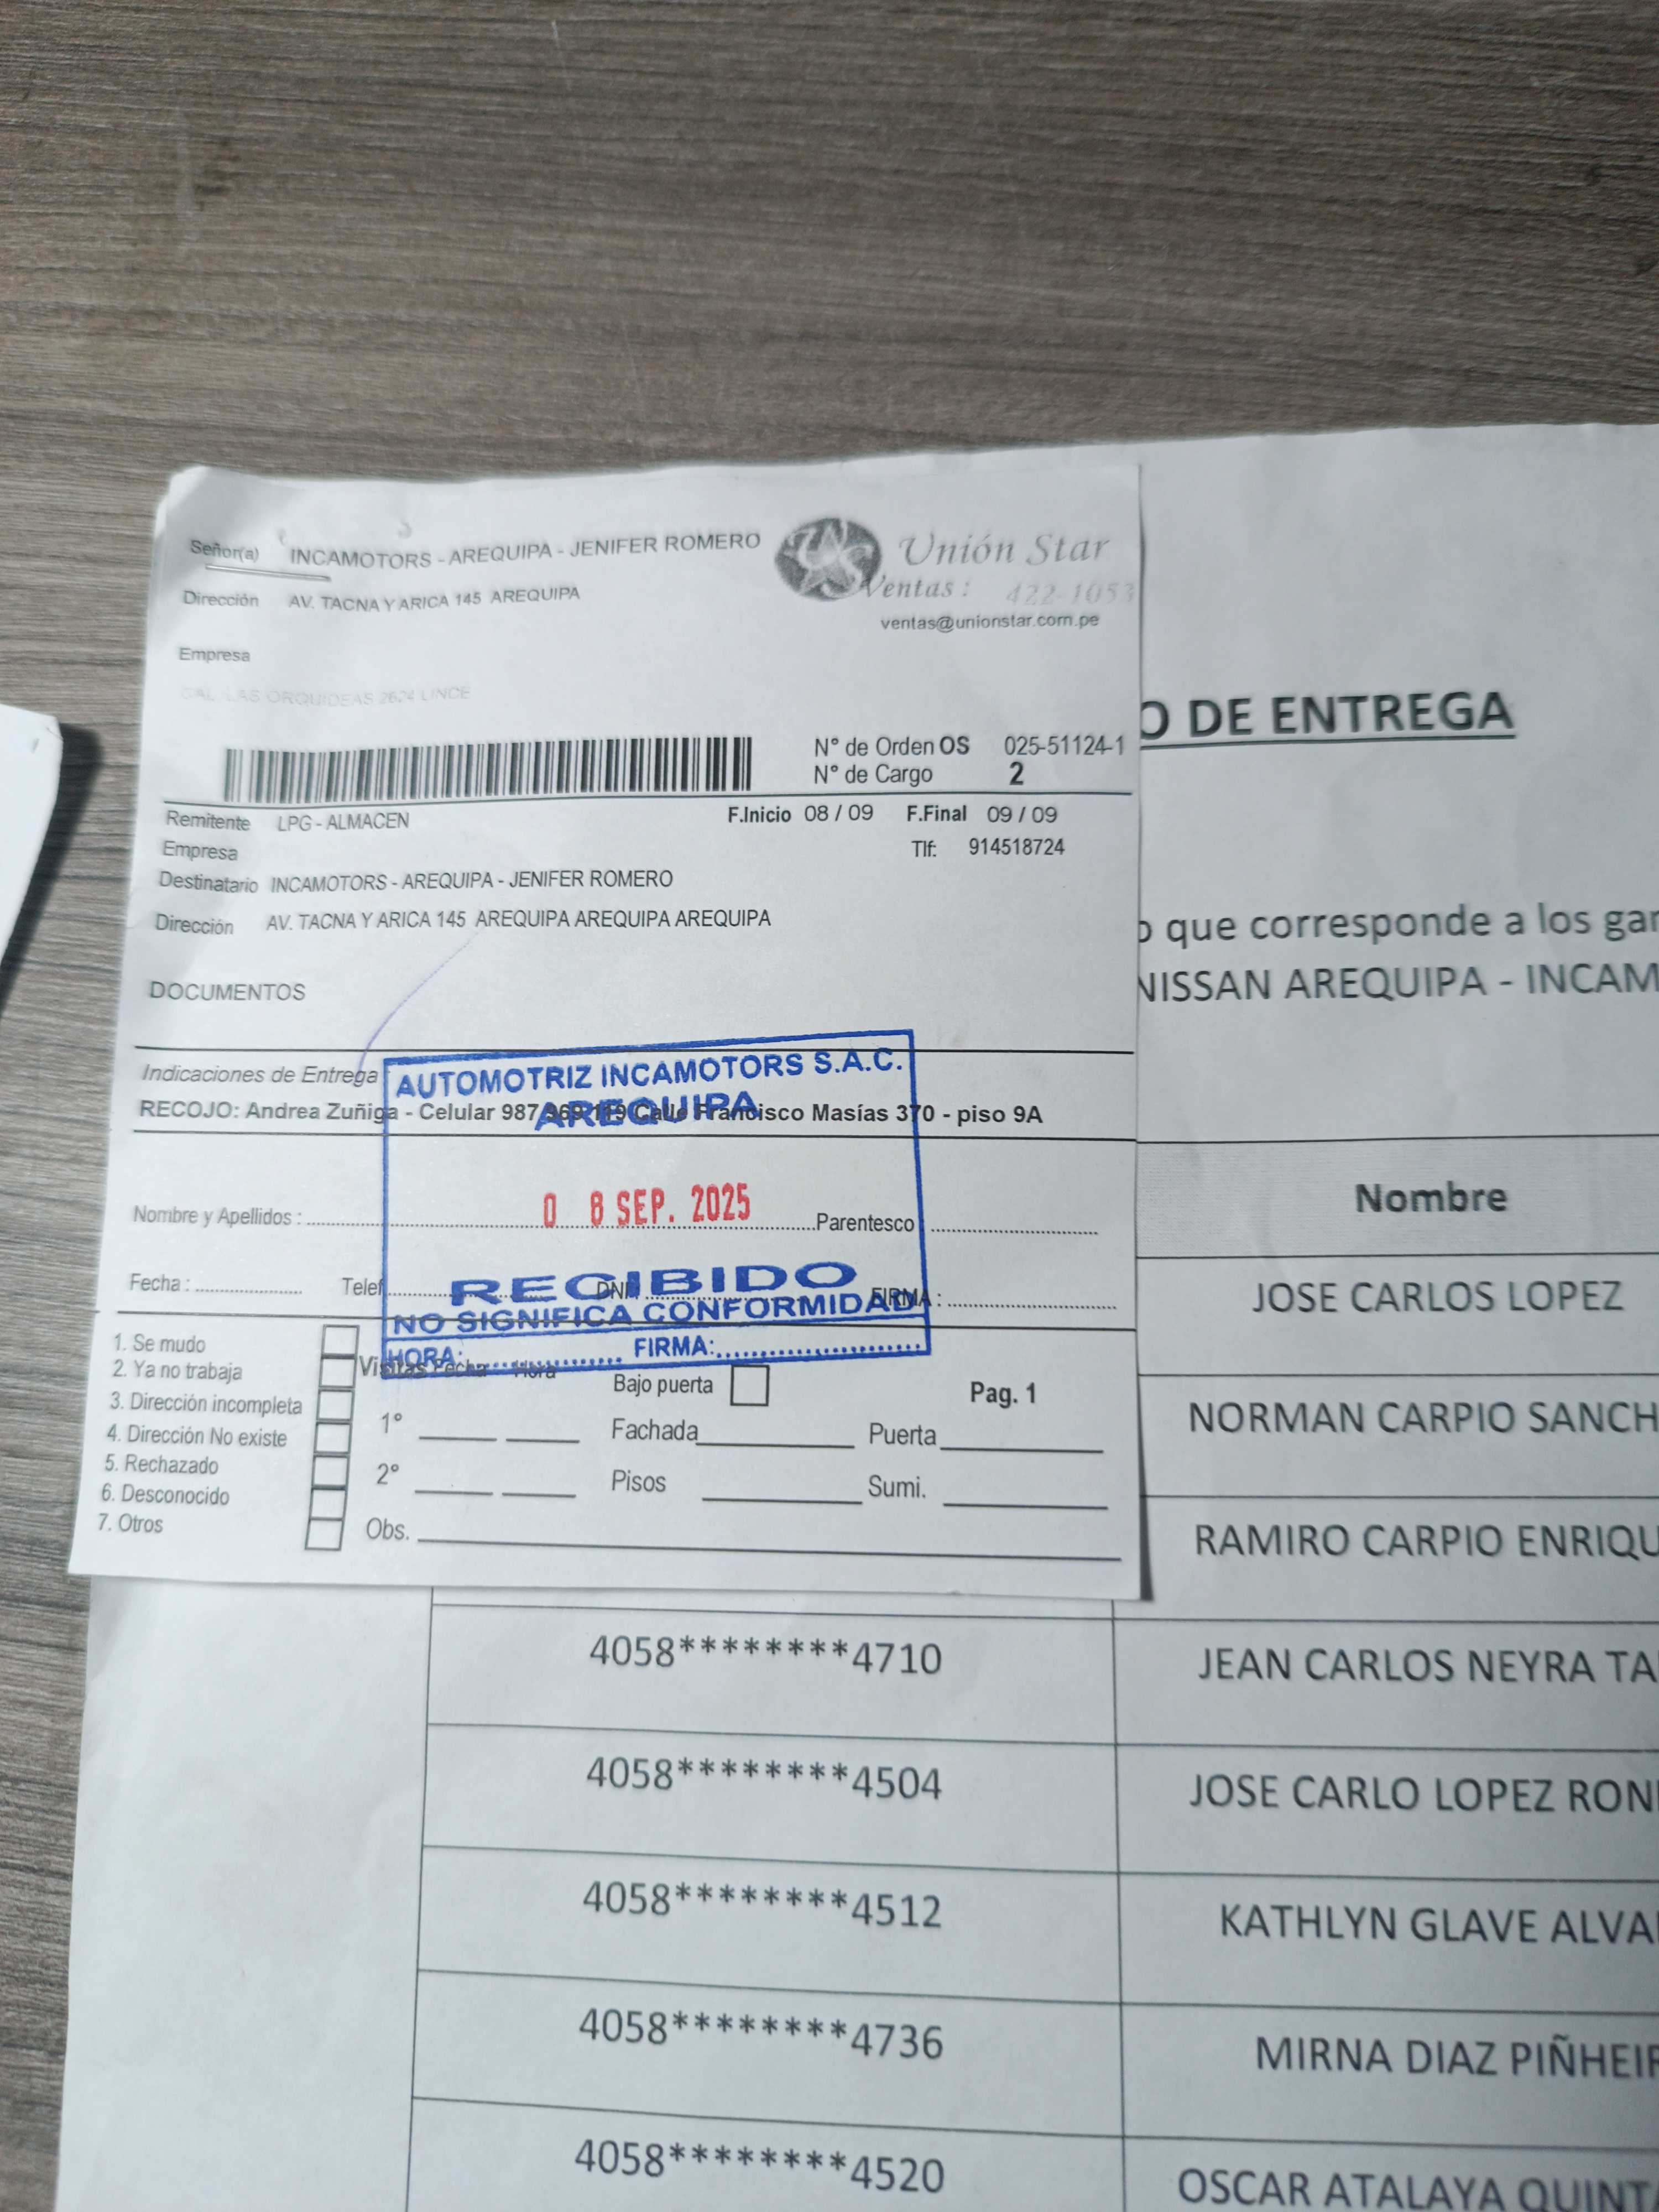 Señor(a) INCAMOTORS - AREQUIPA - JENIFER ROMERO
Unión Star
Ventas: 422-1053
Dirección AV. TACNA Y ARICA 145 AREQUIPA
ventas@unionstar.com.pe
Empresa
CAL LAS ORQUIDEAS 2624 LINCE
N° de Orden OS 025-51124-1
N° de Cargo 2
Remitente LPG - ALMACEN F.Inicio 08 / 09 F.Final 09 / 09
Empresa Tlf: 914518724
Destinatario INCAMOTORS - AREQUIPA - JENIFER ROMERO
Dirección AV. TACNA Y ARICA 145 AREQUIPA AREQUIPA AREQUIPA
DOCUMENTOS
Indicaciones de Entrega
RECOJO: Andrea Zuñiga - Celular 987 Calle Francisco Masías 370 - piso 9A
AUTOMOTRIZ INCAMOTORS S.A.C.
AREQUIPA
0 8 SEP. 2025
RECIBIDO
NO SIGNIFICA CONFORMIDAD
HORA: FIRMA:
Nombre y Apellidos : Parentesco
Fecha : Telef DNI FIRMA :
1. Se mudo
2. Ya no trabaja
3. Dirección incompleta
4. Dirección No existe
5. Rechazado
6. Desconocido
7. Otros
Visitas Fecha Hora
1°
2°
Obs.
Bajo puerta
Fachada Puerta
Pisos Sumi.
Pag. 1
O DE ENTREGA
o que corresponde a los gan
NISSAN AREQUIPA - INCAM
Nombre
JOSE CARLOS LOPEZ
NORMAN CARPIO SANCH
RAMIRO CARPIO ENRIQU
4058********4710 JEAN CARLOS NEYRA TA
4058********4504 JOSE CARLO LOPEZ RON
4058********4512 KATHLYN GLAVE ALVA
4058********4736 MIRNA DIAZ PIÑHEI
4058********4520 OSCAR ATALAYA QUINT